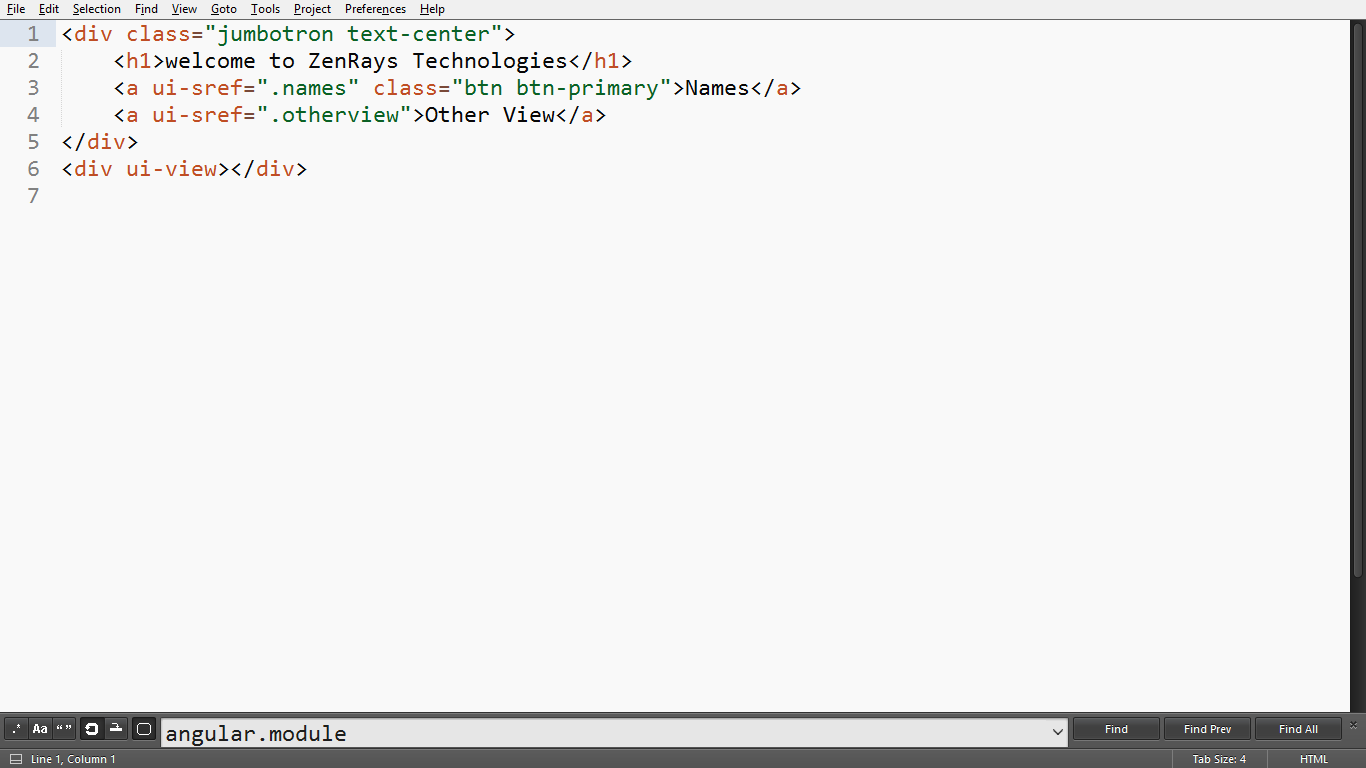 File Edit Selection Find View Goto Tools Project Preferences Help
1 <div class="jumbotron text-center">
2     <h1>welcome to ZenRays Technologies</h1>
3     <a ui-sref=".names" class="btn btn-primary">Names</a>
4     <a ui-sref=".otherview">Other View</a>
5 </div>
6 <div ui-view></div>
7
.* Aa “ ” angular.module Find Find Prev Find All ×
Line 1, Column 1 Tab Size: 4 HTML